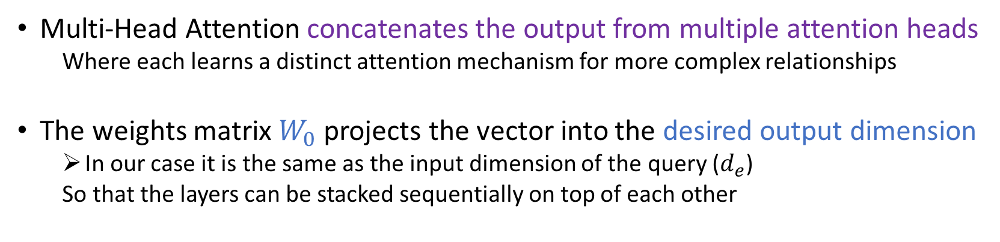 • Multi-Head Attention concatenates the output from multiple attention heads
Where each learns a distinct attention mechanism for more complex relationships
• The weights matrix W₀ projects the vector into the desired output dimension
➢ In our case it is the same as the input dimension of the query (dₑ)
So that the layers can be stacked sequentially on top of each other